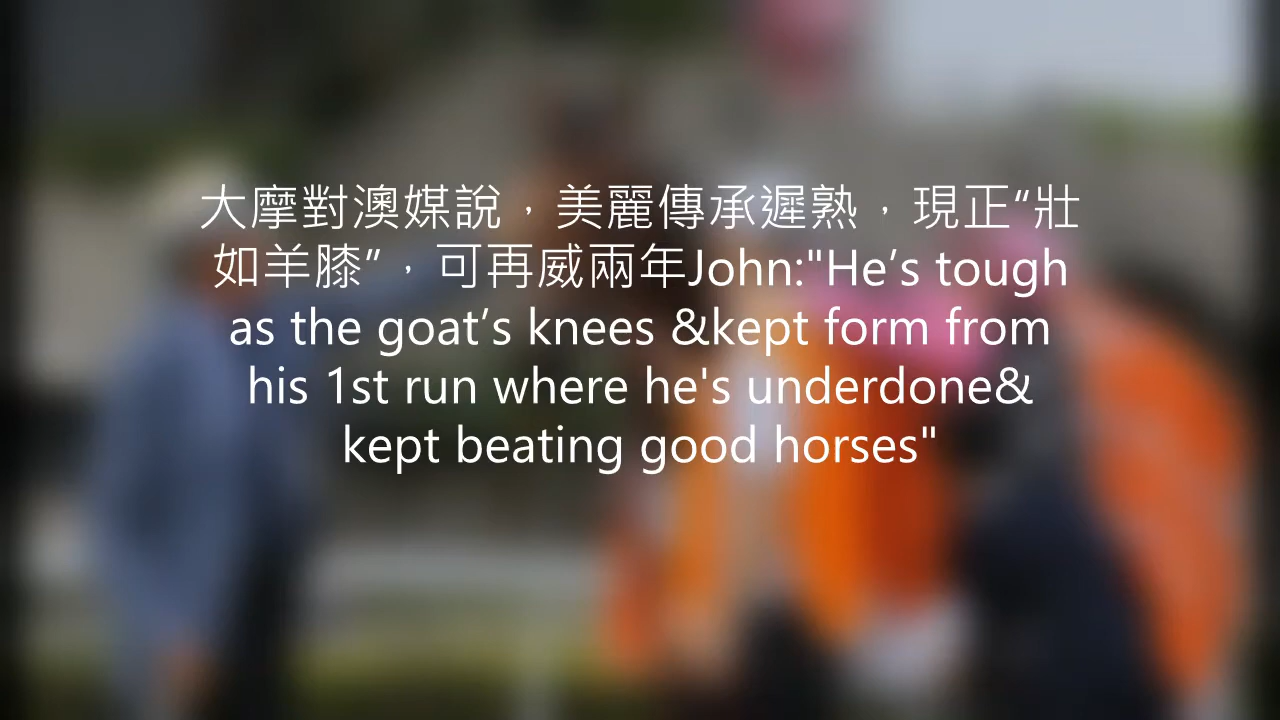 大摩對澳媒說，美麗傳承遲熟，現正“壯
如羊膝”，可再威兩年John:"He’s tough
as the goat’s knees &kept form from
his 1st run where he's underdone&
kept beating good horses"